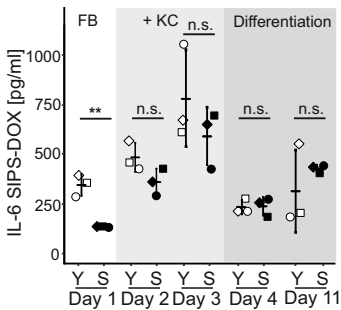 FB + KC Differentiation
n.s.
** n.s. n.s. n.s.
IL-6 SIPS-DOX [pg/ml]
1000
750
500
250
0
Y S Y S Y S Y S Y S
Day 1 Day 2 Day 3 Day 4 Day 11